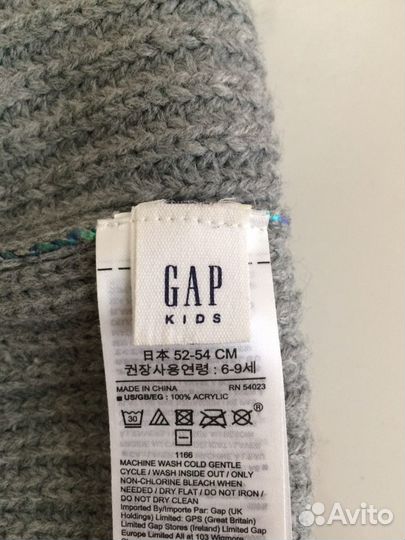 GAP
KIDS
日本 52-54 CM
권장사용연령 : 6-9세
MADE IN CHINA RN 54023
■ US/GB/EG : 100% ACRYLIC
30
®
1166
MACHINE WASH COLD GENTLE
CYCLE / WASH INSIDE OUT / ONLY
NON-CHLORINE BLEACH WHEN
NEEDED / DRY FLAT / DO NOT IRON /
DO NOT DRY CLEAN
Imported By/Importe Par: Gap (UK
Holdings) Limited: GPS (Great Britain)
Limited Gap Stores (Ireland) Limited Gap
Europe Limited All at 103 Wigmore
Avito